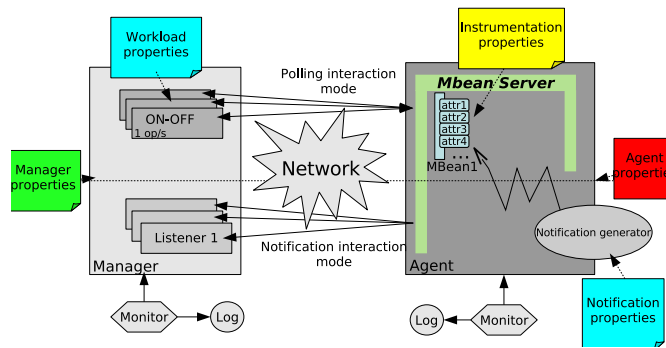 Workload
properties
Instrumentation
properties
Polling interaction
mode
Mbean Server
attr1
attr2
attr3
attr4
...
MBean1
ON-OFF
1 op/s
Network
Manager
properties
Agent
propertie
Listener 1
Notification interaction
mode
Notification generator
Manager
Agent
Monitor
Log
Log
Monitor
Notification
properties